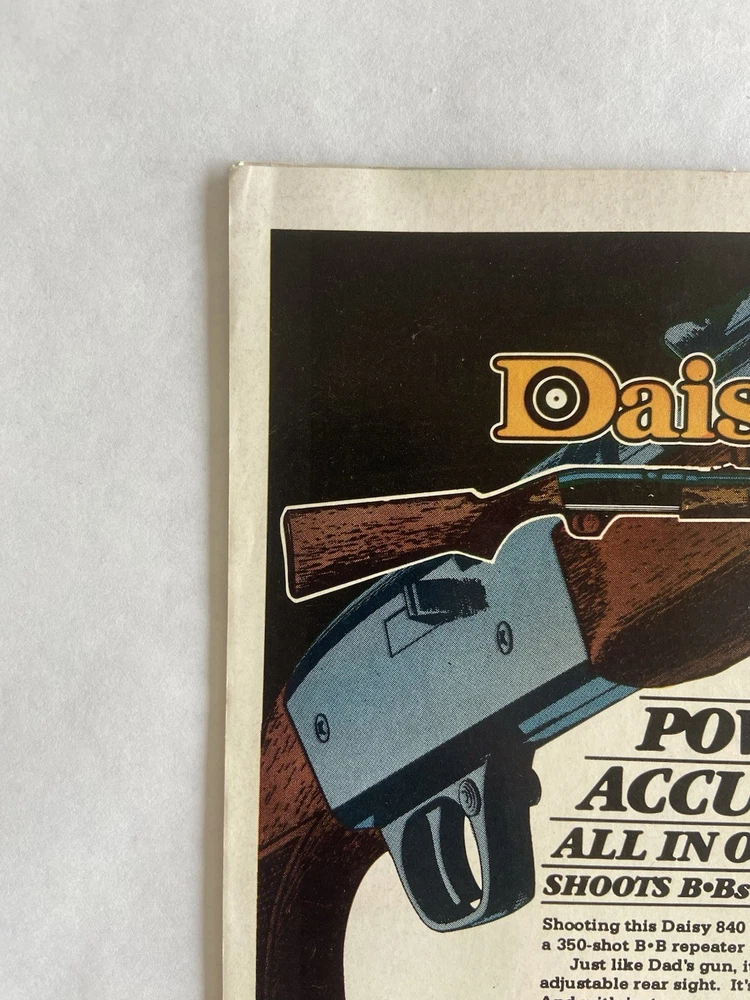 Dais
POW
ACCU
ALL IN O
SHOOTS B•Bs
Shooting this Daisy 840
a 350-shot B•B repeater
Just like Dad's gun, i
adjustable rear sight. It's